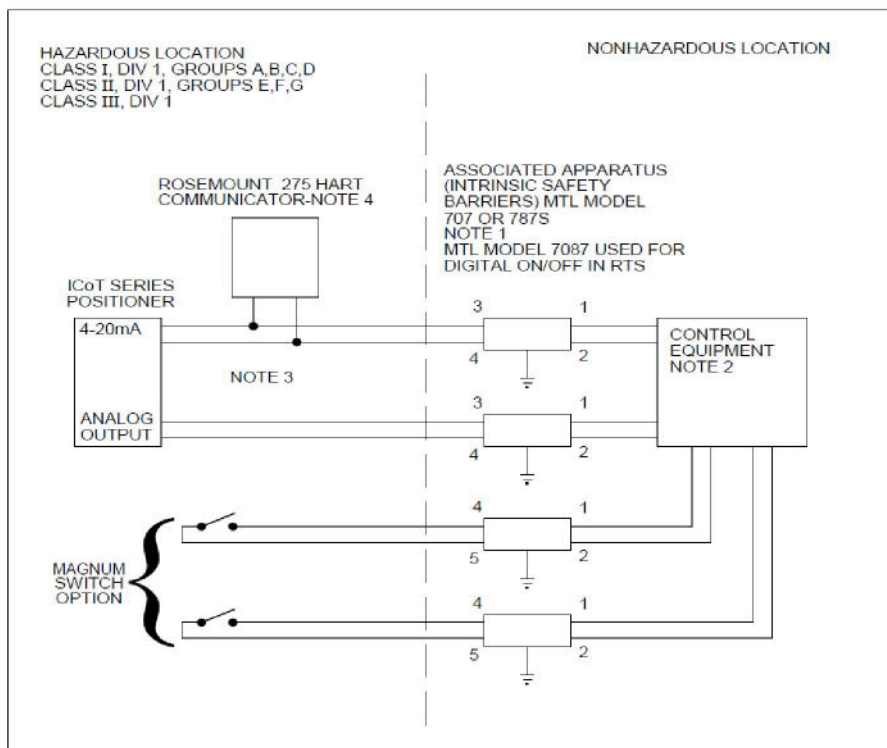 HAZARDOUS LOCATION
CLASS I, DIV 1, GROUPS A,B,C,D
CLASS II, DIV 1, GROUPS E,F,G
CLASS III, DIV 1
NONHAZARDOUS LOCATION
ROSEMOUNT 275 HART
COMMUNICATOR-NOTE 4
ASSOCIATED APPARATUS
(INTRINSIC SAFETY
BARRIERS) MTL MODEL
707 OR 787S
NOTE 1
MTL MODEL 7087 USED FOR
DIGITAL ON/OFF IN RTS
ICoT SERIES
POSITIONER
4-20mA
NOTE 3
ANALOG
OUTPUT
3 1
4 2
3 1
4 2
CONTROL
EQUIPMENT
NOTE 2
MAGNUM
SWITCH
OPTION
4 1
5 2
4 1
5 2